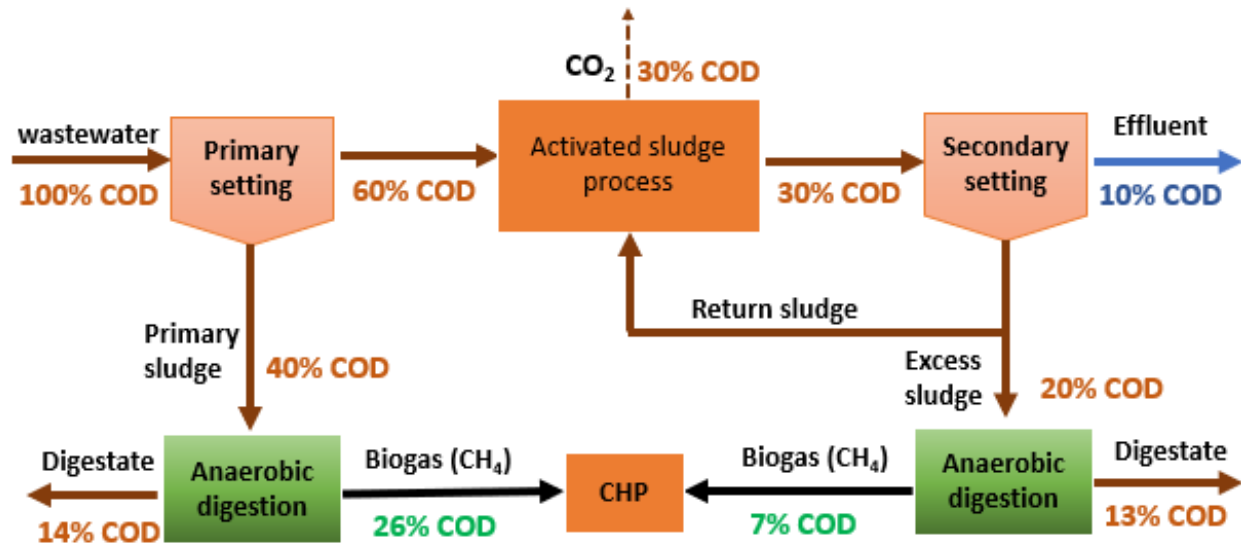 CO₂
30% COD
wastewater
100% COD
Primary
setting
60% COD
Activated sludge
process
30% COD
Secondary
setting
Effluent
10% COD
Return sludge
Primary
sludge
40% COD
Excess
sludge
20% COD
Digestate
14% COD
Anaerobic
digestion
Biogas (CH₄)
26% COD
CHP
Biogas (CH₄)
7% COD
Anaerobic
digestion
Digestate
13% COD